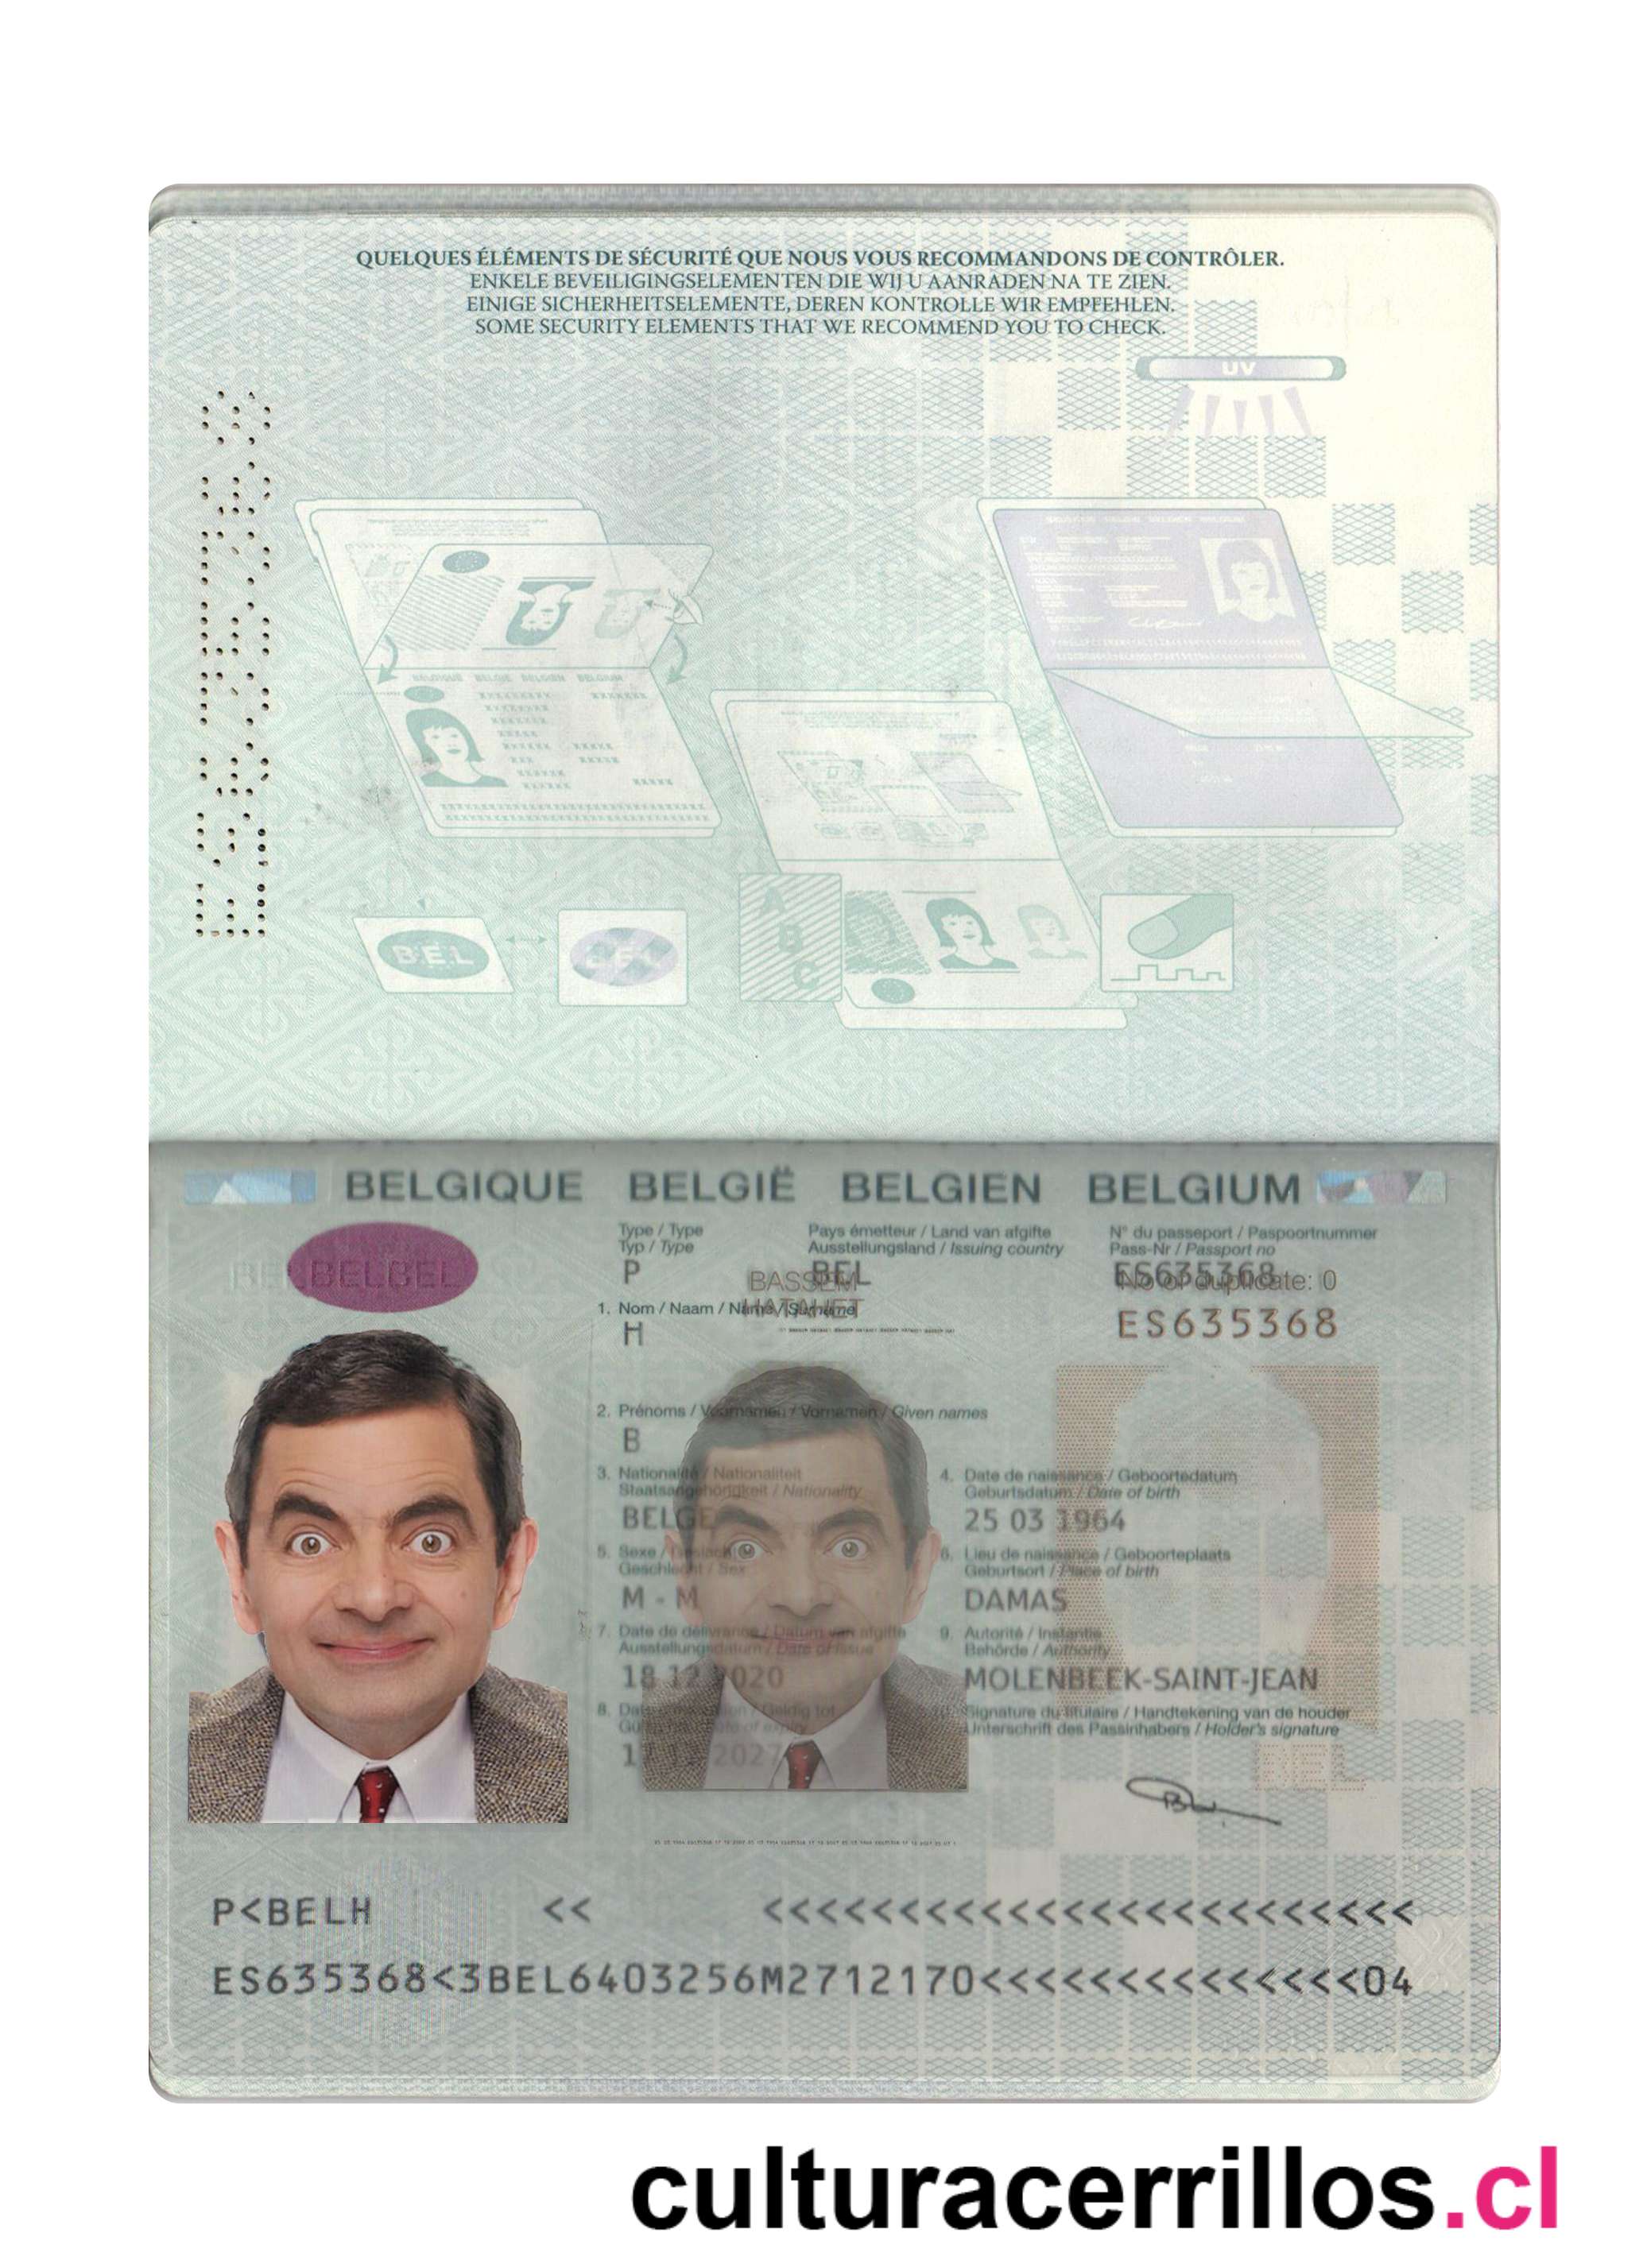 QUELQUES ÉLÉMENTS DE SÉCURITÉ QUE NOUS VOUS RECOMMANDONS DE CONTRÔLER.
ENKELE BEVEILIGINGSELEMENTEN DIE WIJ U AANRADEN NA TE ZIEN.
EINIGE SICHERHEITSELEMENTE, DEREN KONTROLLE WIR EMPFEHLEN.
SOME SECURITY ELEMENTS THAT WE RECOMMEND YOU TO CHECK.
UV
BELGIQUE BELGIË BELGIEN BELGIUM
BEL
A
B
C
BELGIQUE BELGIË BELGIEN BELGIUM
Type / Type Pays émetteur / Land van afgifte N° du passeport / Paspoortnummer
Typ / Type Ausstellungsland / Issuing country Pass-Nr / Passport no
BELBEL P BEL ES635368
BASSEM No of duplicate: 0
HATAHET
1. Nom / Naam / Name / Surname
H ES635368
2. Prénoms / Voornamen / Vornamen / Given names
B
3. Nationalité / Nationaliteit 4. Date de naissance / Geboortedatum
Staatsangehörigkeit / Nationality Geburtsdatum / Date of birth
BELGE 25 03 1964
5. Sexe / Geslacht 6. Lieu de naissance / Geboorteplaats
Geschlecht / Sex Geburtsort / Place of birth
M - M DAMAS
7. Date de délivrance / Datum van afgifte 9. Autorité / Instantie
Ausstellungsdatum / Date of issue Behörde / Authority
18 12 2020 MOLENBEEK-SAINT-JEAN
8. Geldig tot 10. Signature du titulaire / Handtekening van de houder
of expiry Unterschrift des Passinhabers / Holder's signature
2027 BEL
P<BELH << <<<<<<<<<<<<<<<<<<<<<<<<
ES635368<3BEL6403256M2712170<<<<<<<<<<<<<<04
culturacerrillos.cl